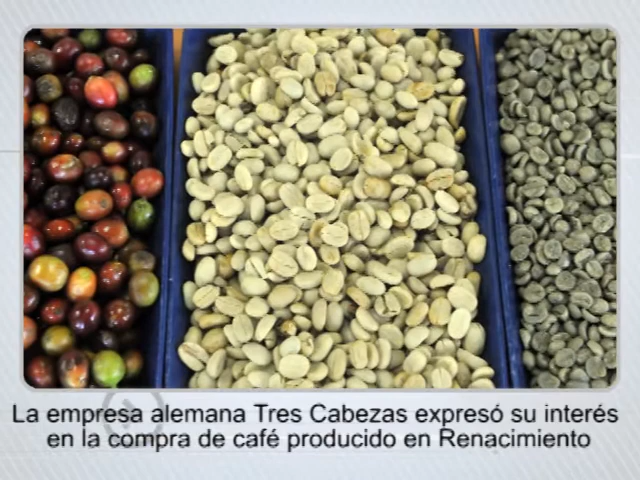 La empresa alemana Tres Cabezas expresó su interés
en la compra de café producido en Renacimiento